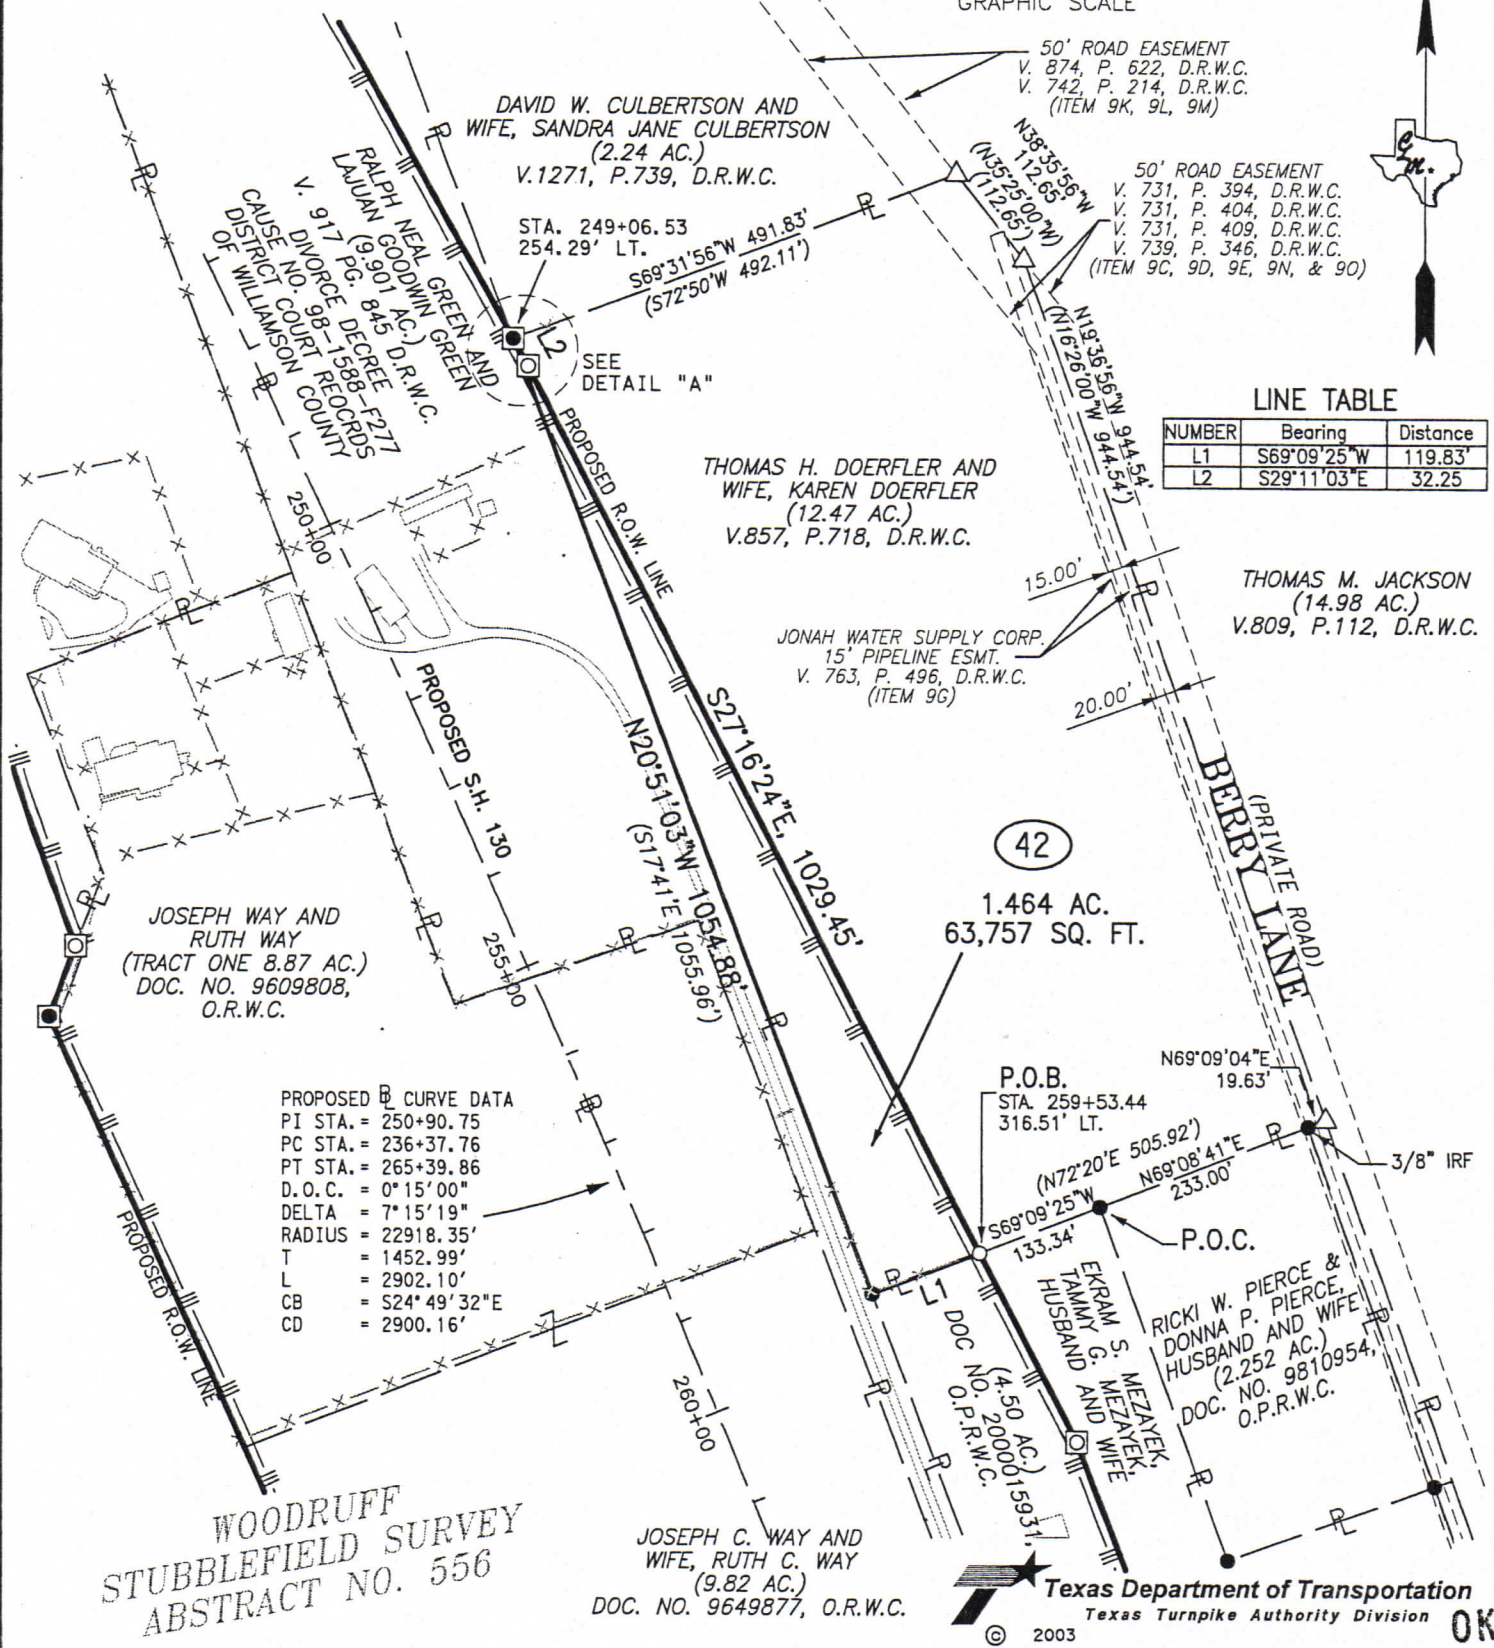 GRAPHIC SCALE
50' ROAD EASEMENT
V. 874, P. 622, D.R.W.C.
V. 742, P. 214, D.R.W.C.
(ITEM 9K, 9L, 9M)
DAVID W. CULBERTSON AND
WIFE, SANDRA JANE CULBERTSON
(2.24 AC.)
V.1271, P.739, D.R.W.C.
N38°35'56"W
112.65'
(N35°25'00"W)
(112.65')
50' ROAD EASEMENT
V. 731, P. 394, D.R.W.C.
V. 731, P. 404, D.R.W.C.
V. 731, P. 409, D.R.W.C.
V. 739, P. 346, D.R.W.C.
(ITEM 9C, 9D, 9E, 9N, & 9O)
RALPH NEAL GREEN AND
LAJUAN GOODWIN GREEN
(9.901 AC.)
V. 917 PG. 845 D.R.W.C.
DIVORCE DECREE
CAUSE NO. 98-1588-F277
DISTRICT COURT REOCRDS
OF WILLIAMSON COUNTY
STA. 249+06.53
254.29' LT.
S69°31'56"W 491.83'
(S72°50'W 492.11')
L2
SEE
DETAIL "A"
N19°36'56"W 944.54'
(N16°26'00"W 944.54')
LINE TABLE
NUMBER Bearing Distance
L1 S69°09'25"W 119.83'
L2 S29°11'03"E 32.25
PROPOSED R.O.W. LINE
THOMAS H. DOERFLER AND
WIFE, KAREN DOERFLER
(12.47 AC.)
V.857, P.718, D.R.W.C.
250+00
15.00'
THOMAS M. JACKSON
(14.98 AC.)
V.809, P.112, D.R.W.C.
JONAH WATER SUPPLY CORP.
15' PIPELINE ESMT.
V. 763, P. 496, D.R.W.C.
(ITEM 9G)
20.00'
PROPOSED S.H. 130
S27°16'24"E, 1029.45'
N20°51'03"W 1054.88'
(S17°41'E 1055.96')
BERRY LANE
(PRIVATE ROAD)
42
1.464 AC.
63,757 SQ. FT.
JOSEPH WAY AND
RUTH WAY
(TRACT ONE 8.87 AC.)
DOC. NO. 9609808,
O.R.W.C.
255+00
N69°09'04"E
19.63'
P.O.B.
STA. 259+53.44
316.51' LT.
PROPOSED BL CURVE DATA
PI STA. = 250+90.75
PC STA. = 236+37.76
PT STA. = 265+39.86
D.O.C. = 0°15'00"
DELTA = 7°15'19"
RADIUS = 22918.35'
T = 1452.99'
L = 2902.10'
CB = S24°49'32"E
CD = 2900.16'
(N72°20'E 505.92')
N69°08'41"E
233.00'
3/8" IRF
S69°09'25"W
133.34'
P.O.C.
PROPOSED R.O.W. LINE
L1
EKRAM S. MEZAYEK,
TAMMY G. MEZAYEK,
HUSBAND AND WIFE
(4.50 AC.)
DOC NO. 2000015931,
O.P.R.W.C.
RICKI W. PIERCE &
DONNA P. PIERCE,
HUSBAND AND WIFE
(2.252 AC.)
DOC. NO. 9810954,
O.P.R.W.C.
260+00
WOODRUFF
STUBBLEFIELD SURVEY
ABSTRACT NO. 556
JOSEPH C. WAY AND
WIFE, RUTH C. WAY
(9.82 AC.)
DOC. NO. 9649877, O.R.W.C.
Texas Department of Transportation
Texas Turnpike Authority Division
© 2003
OK